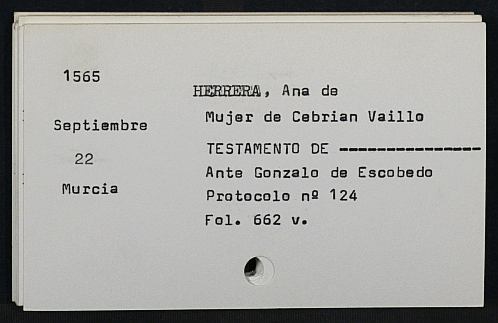 1565
HERRERA, Ana de
Mujer de Cebrian Vaillo
Septiembre
TESTAMENTO DE ---------------
22
Ante Gonzalo de Escobedo
Murcia
Protocolo nº 124
Fol. 662 v.